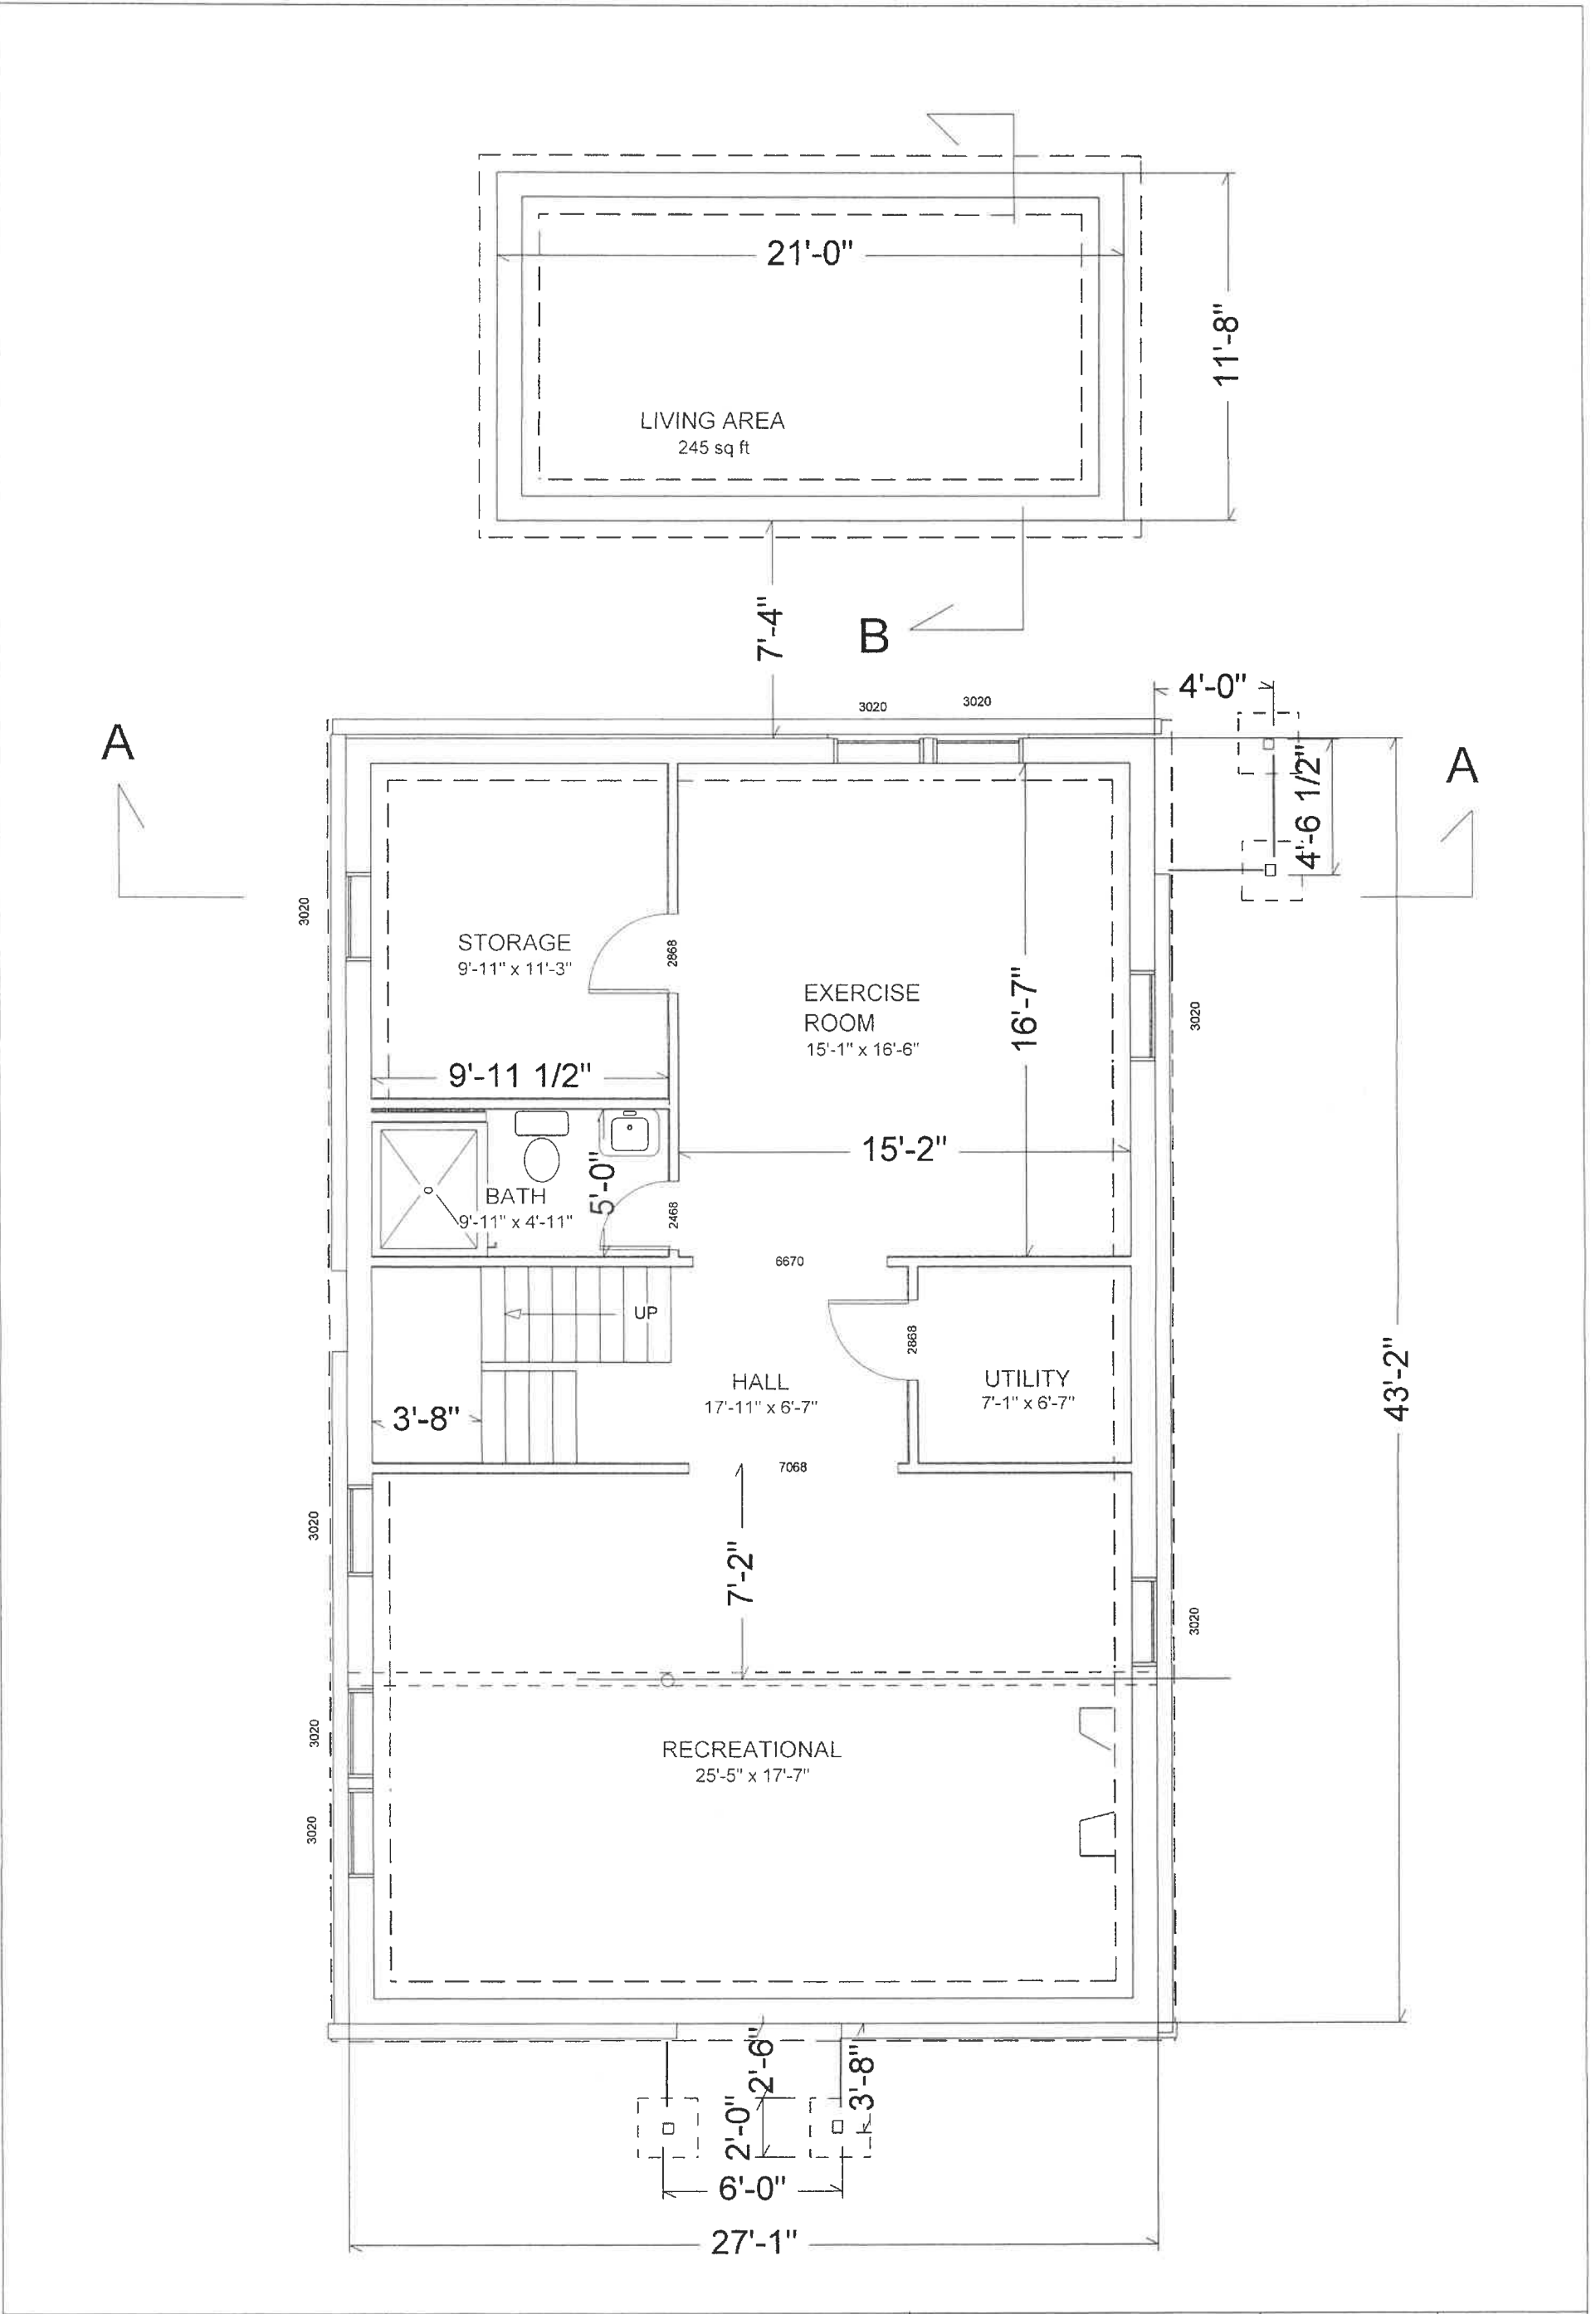 21'-0"
11'-8"
LIVING AREA
245 sq ft
7'-4"
B
4'-0"
3020
3020
A
A
4'-6 1/2"
3020
STORAGE
9'-11" x 11'-3"
2868
EXERCISE
ROOM
15'-1" x 16'-6"
16'-7"
3020
9'-11 1/2"
15'-2"
5'-0"
BATH
9'-11" x 4'-11"
2468
6670
UP
2868
HALL
17'-11" x 6'-7"
UTILITY
7'-1" x 6'-7"
43'-2"
3'-8"
7068
3020
7'-2"
3020
3020
RECREATIONAL
25'-5" x 17'-7"
3020
2'-6"
3'-8"
2'-0"
6'-0"
27'-1"